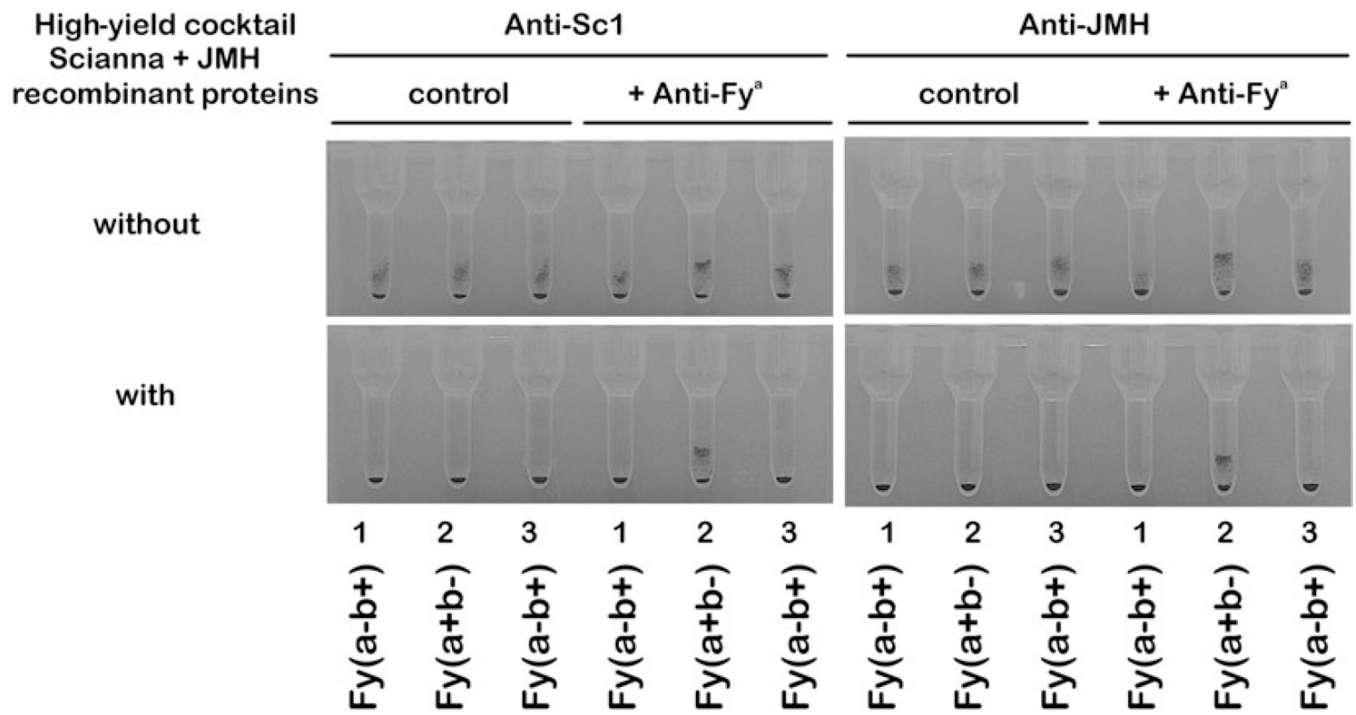 High-yield cocktail
Scianna + JMH
recombinant proteins
Anti-Sc1
Anti-JMH
control
+ Anti-Fyᵃ
control
+ Anti-Fyᵃ
without
with
1 2 3 1 2 3 1 2 3 1 2 3
Fy(a-b+) Fy(a+b-) Fy(a-b+) Fy(a-b+) Fy(a+b-) Fy(a-b+) Fy(a-b+) Fy(a+b-) Fy(a-b+) Fy(a-b+) Fy(a+b-) Fy(a-b+)